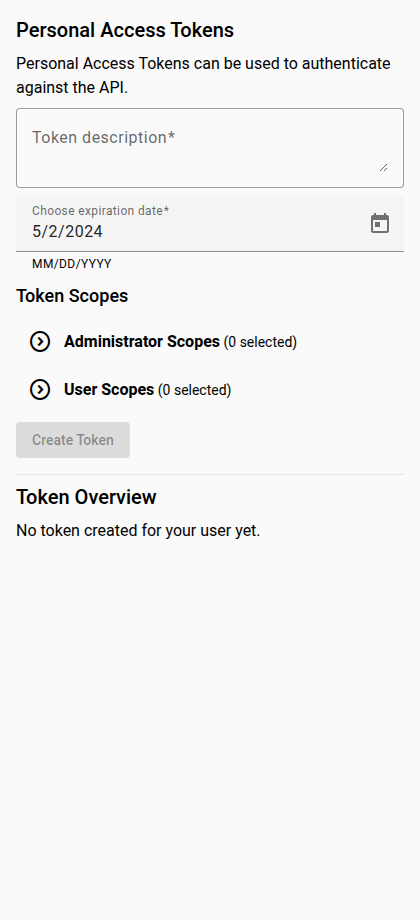 Personal Access Tokens
Personal Access Tokens can be used to authenticate
against the API.
Token description*
Choose expiration date*
5/2/2024
MM/DD/YYYY
Token Scopes
Administrator Scopes (0 selected)
User Scopes (0 selected)
Create Token
Token Overview
No token created for your user yet.